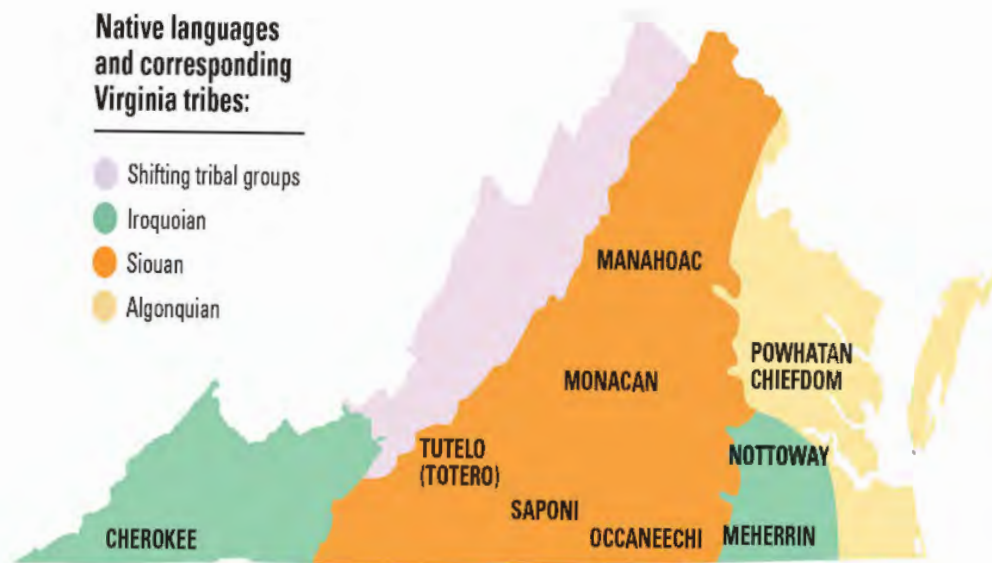 Native languages
and corresponding
Virginia tribes:
Shifting tribal groups
Iroquoian
Siouan
Algonquian
MANAHOAC
POWHATAN
CHIEFDOM
MONACAN
TUTELO
(TOTERO)
NOTTOWAY
SAPONI
OCCANEECHI
MEHERRIN
CHEROKEE